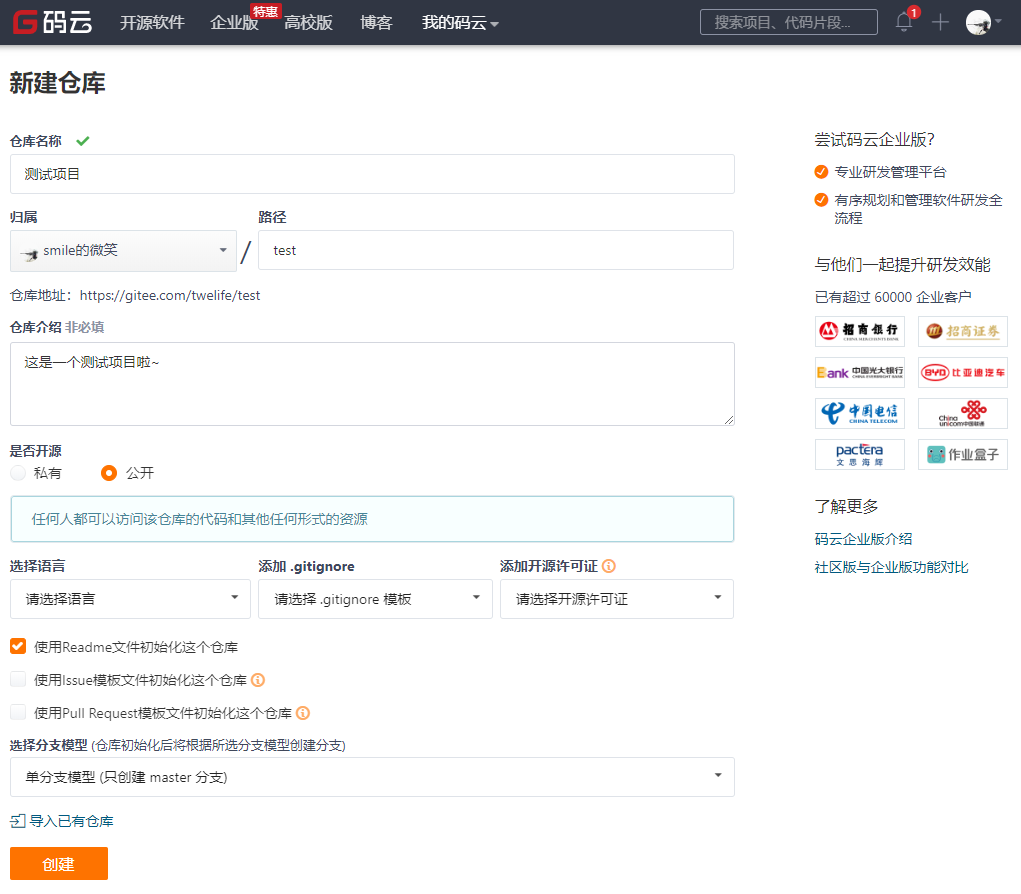 码云 开源软件 企业版 特惠 高校版 博客 我的码云 搜索项目、代码片段... 1
新建仓库
仓库名称
测试项目
归属 路径
smile的微笑 / test
仓库地址：https://gitee.com/twelife/test
仓库介绍 非必填
这是一个测试项目啦~
是否开源
私有 公开
任何人都可以访问该仓库的代码和其他任何形式的资源
选择语言 添加 .gitignore 添加开源许可证
请选择语言 请选择 .gitignore 模板 请选择开源许可证
使用Readme文件初始化这个仓库
使用Issue模板文件初始化这个仓库
使用Pull Request模板文件初始化这个仓库
选择分支模型 (仓库初始化后将根据所选分支模型创建分支)
单分支模型 (只创建 master 分支)
导入已有仓库
创建
尝试码云企业版？
专业研发管理平台
有序规划和管理软件研发全
流程
与他们一起提升研发效能
已有超过 60000 企业客户
招商银行 CHINA MERCHANTS BANK 招商证券
Bank 中国光大银行 CHINA EVERBRIGHT BANK BYD 比亚迪汽车
中国电信 CHINA TELECOM China unicom中国联通
pactera 文思海辉 作业盒子
了解更多
码云企业版介绍
社区版与企业版功能对比